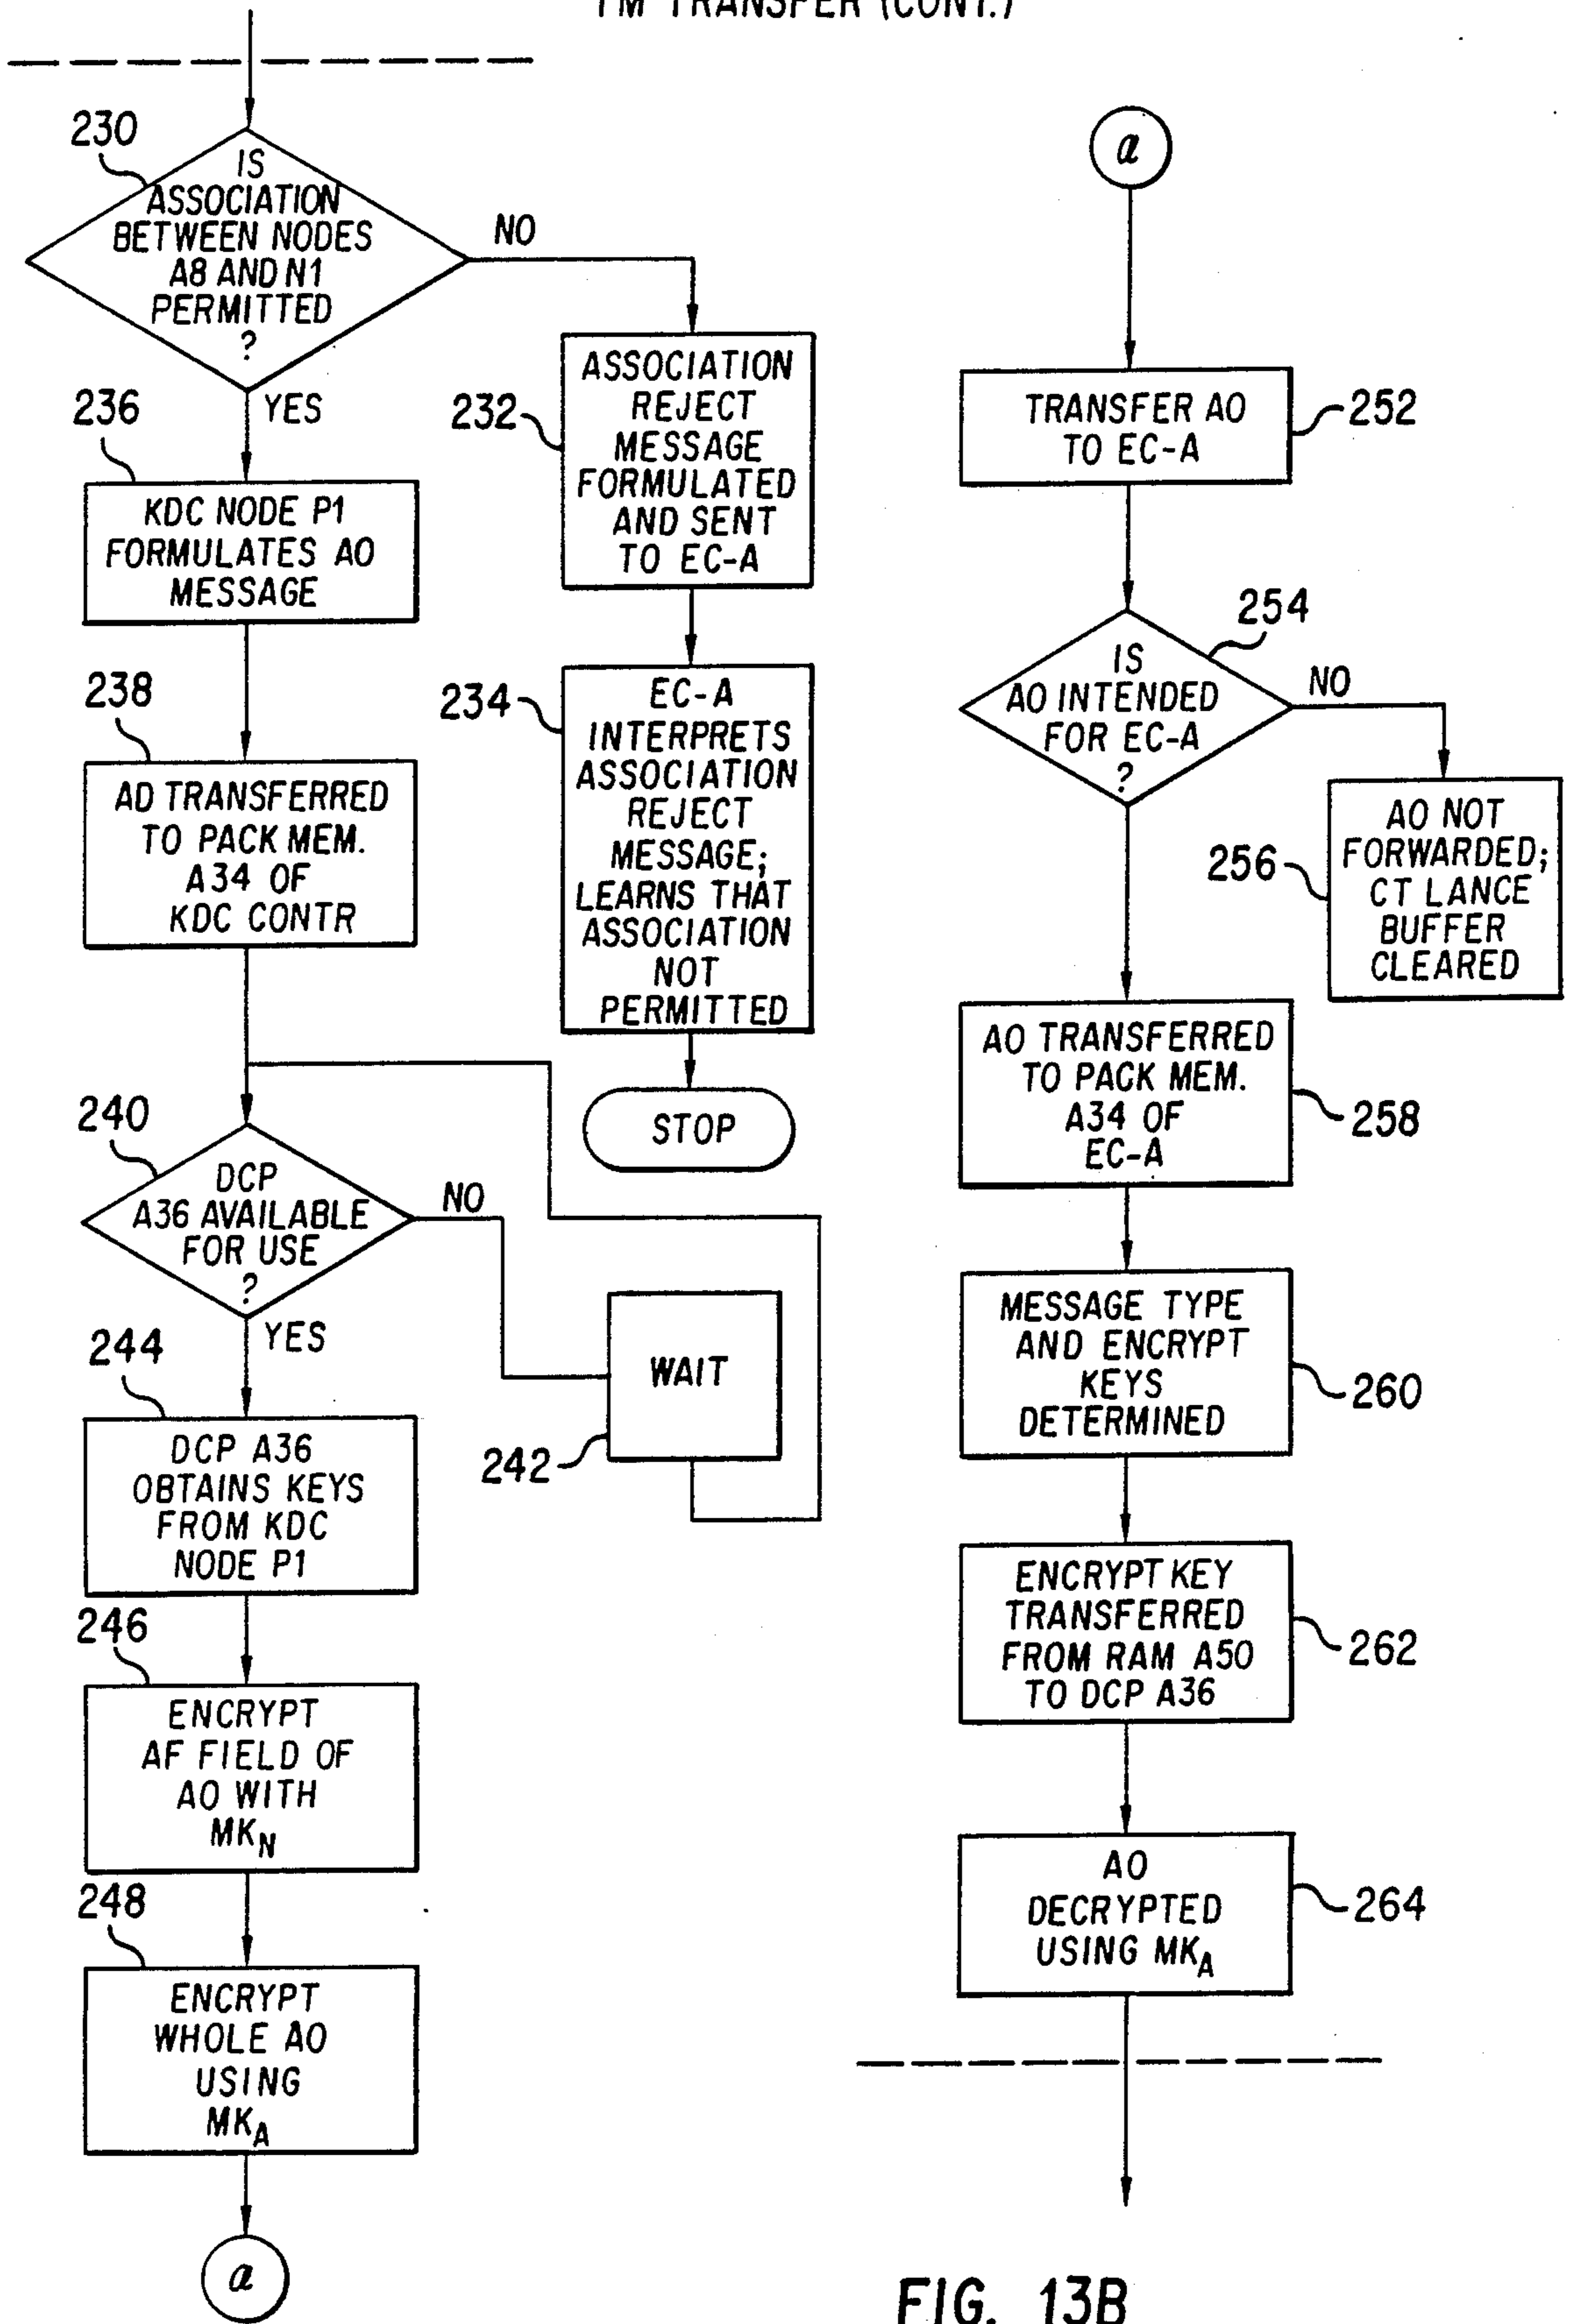 TM TRANSFER (CONT.)
230
IS
ASSOCIATION
BETWEEN NODES
A8 AND N1
PERMITTED
?
NO
YES
232
ASSOCIATION
REJECT
MESSAGE
FORMULATED
AND SENT
TO EC-A
234
EC-A
INTERPRETS
ASSOCIATION
REJECT
MESSAGE;
LEARNS THAT
ASSOCIATION
NOT
PERMITTED
STOP
236
KDC NODE P1
FORMULATES AO
MESSAGE
238
AD TRANSFERRED
TO PACK MEM.
A34 OF
KDC CONTR
240
DCP
A36 AVAILABLE
FOR USE
?
NO
YES
WAIT
242
244
DCP A36
OBTAINS KEYS
FROM KDC
NODE P1
246
ENCRYPT
AF FIELD OF
AO WITH
MKN
248
ENCRYPT
WHOLE AO
USING
MKA
a
a
TRANSFER AO
TO EC-A
252
254
IS
AO INTENDED
FOR EC-A
?
NO
256
AO NOT
FORWARDED;
CT LANCE
BUFFER
CLEARED
AO TRANSFERRED
TO PACK MEM.
A34 OF
EC-A
258
MESSAGE TYPE
AND ENCRYPT
KEYS
DETERMINED
260
ENCRYPT KEY
TRANSFERRED
FROM RAM A50
TO DCP A36
262
AO
DECRYPTED
USING MKA
264
FIG. 13B